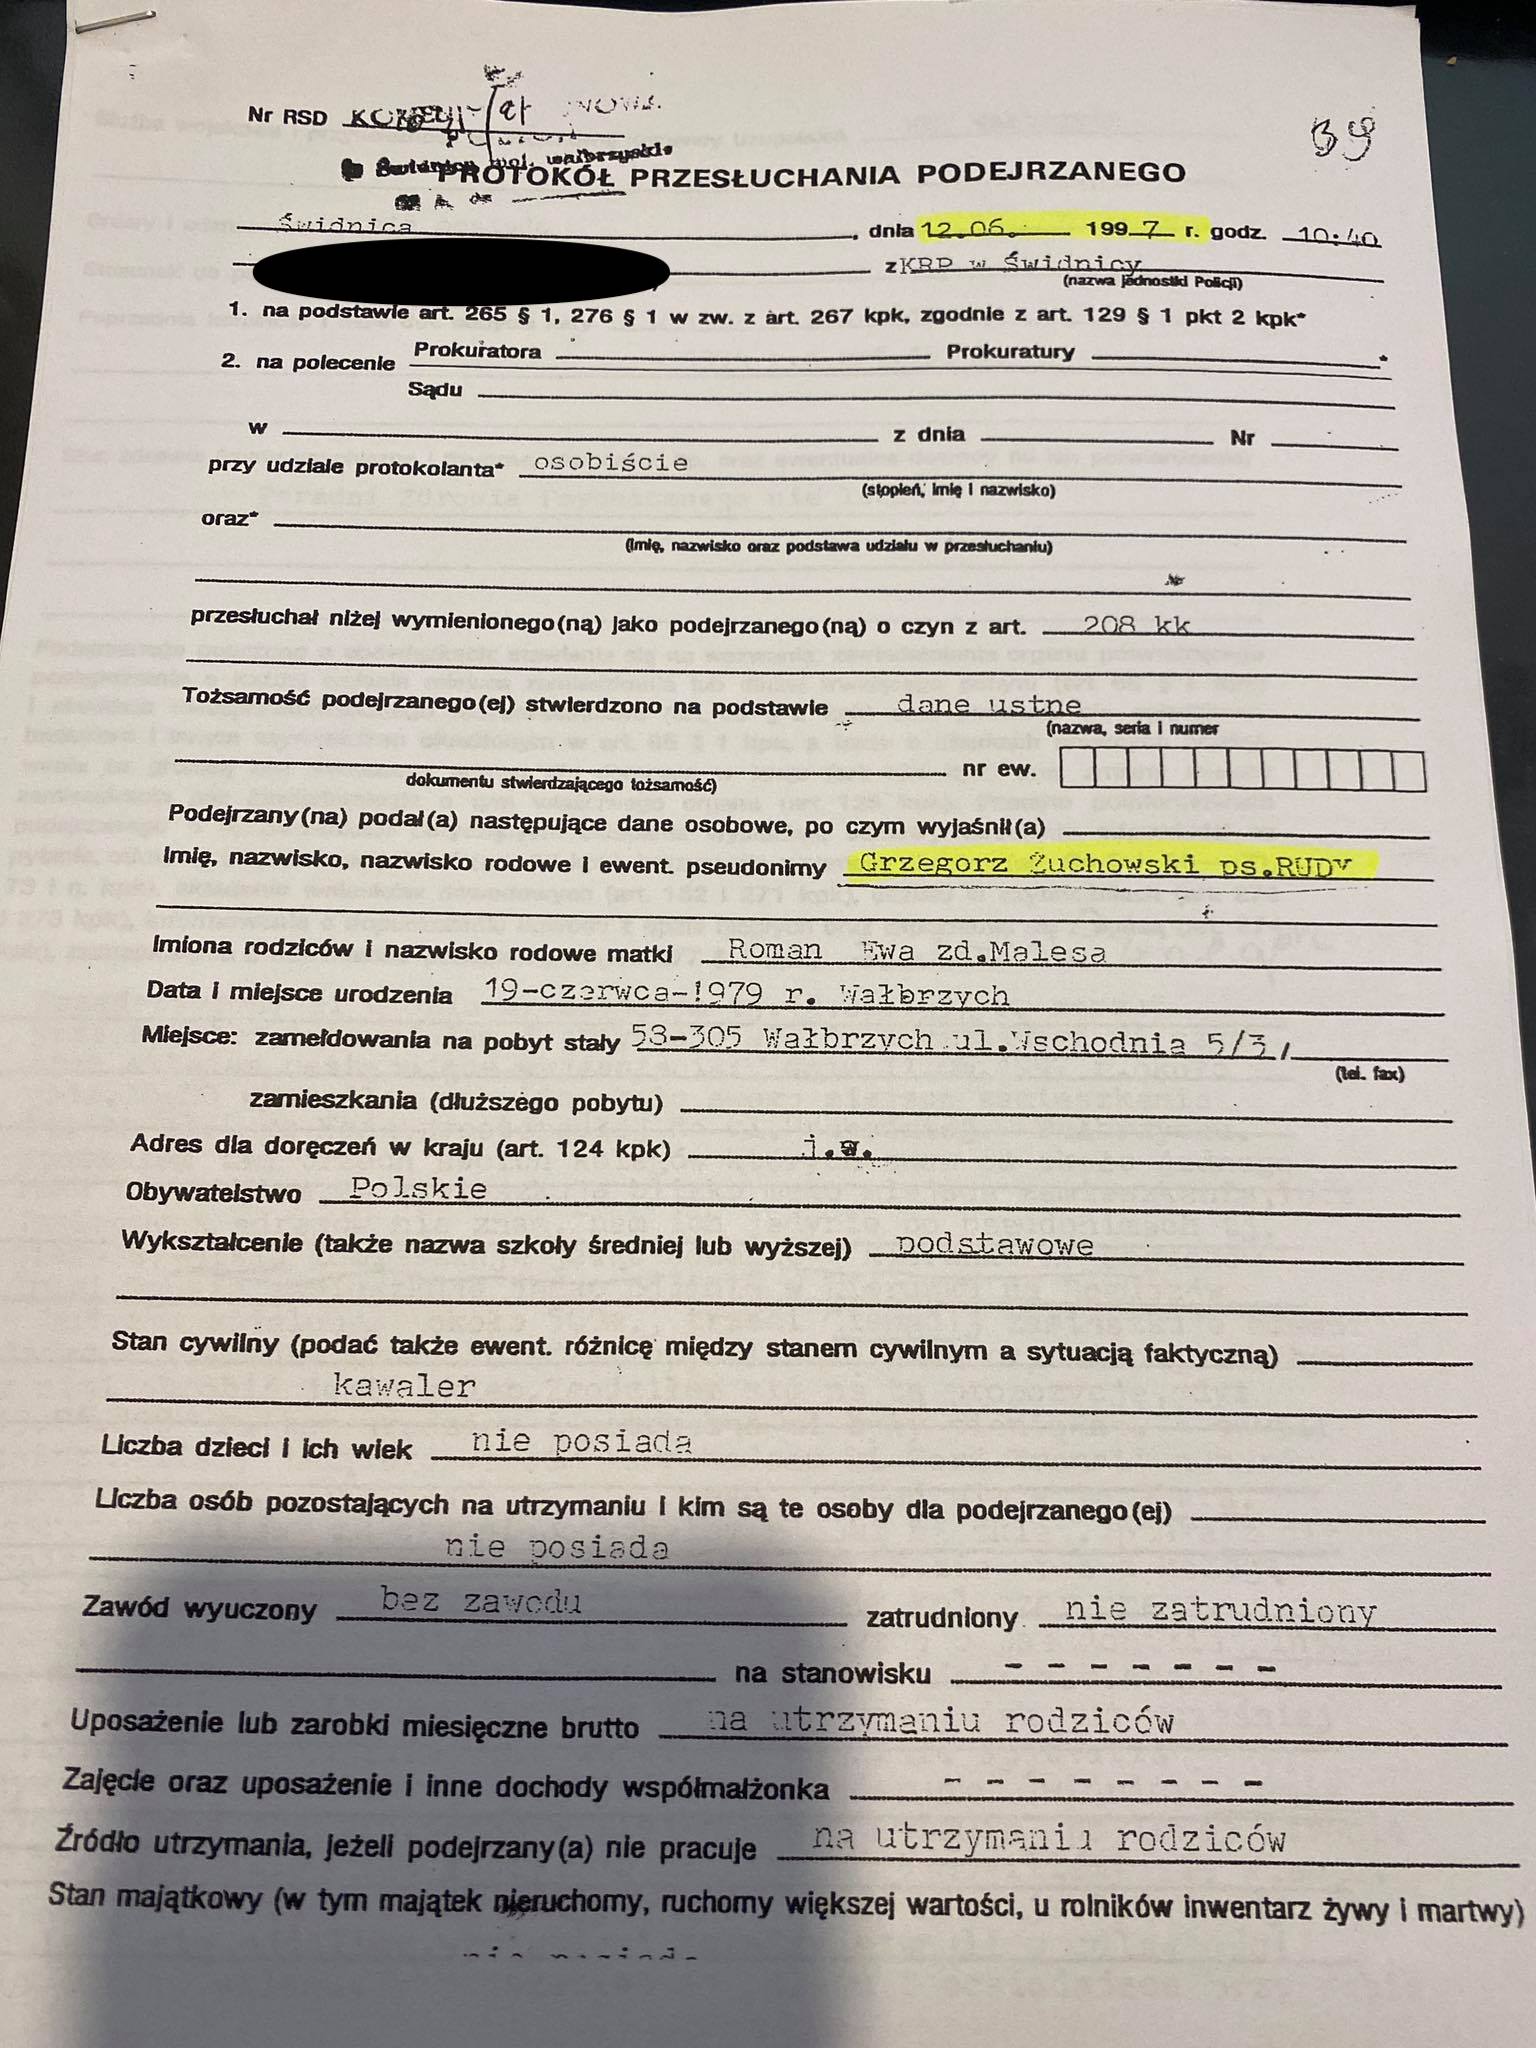 Nr RSD
wol. wałbrzyskie
89
PROTOKÓŁ PRZESŁUCHANIA PODEJRZANEGO
Świdnica, dnia 12.06. 1997 r. godz. 10:40
z KRP w Świdnicy
(nazwa jednostki Policji)
1. na podstawie art. 265 § 1, 276 § 1 w zw. z art. 267 kpk, zgodnie z art. 129 § 1 pkt 2 kpk*
2. na polecenie Prokuratora Prokuratury *
Sądu
w z dnia Nr
przy udziale protokolanta* osobiście
(stopień, imię i nazwisko)
oraz*
(imię, nazwisko oraz podstawa udziału w przesłuchaniu)
przesłuchał niżej wymienionego(ną) jako podejrzanego(ną) o czyn z art. 208 kk
Tożsamość podejrzanego(ej) stwierdzono na podstawie dane ustne
(nazwa, seria i numer
nr ew.
dokumentu stwierdzającego tożsamość)
Podejrzany(na) podał(a) następujące dane osobowe, po czym wyjaśnił(a)
Imię, nazwisko, nazwisko rodowe i ewent. pseudonimy Grzegorz Żuchowski ps.RUDY
Imiona rodziców i nazwisko rodowe matki Roman Ewa zd.Malesa
Data i miejsce urodzenia 19-czerwca-1979 r. Wałbrzych
Miejsce: zameldowania na pobyt stały 58-305 Wałbrzych ul.Wschodnia 5/3,
(tel. fax)
zamieszkania (dłuższego pobytu)
Adres dla doręczeń w kraju (art. 124 kpk) j.w.
Obywatelstwo Polskie
Wykształcenie (także nazwa szkoły średniej lub wyższej) podstawowe
Stan cywilny (podać także ewent. różnicę między stanem cywilnym a sytuacją faktyczną)
kawaler
Liczba dzieci i ich wiek nie posiada
Liczba osób pozostających na utrzymaniu i kim są te osoby dla podejrzanego(ej)
nie posiada
Zawód wyuczony bez zawodu zatrudniony nie zatrudniony
na stanowisku - - - - - - -
Uposażenie lub zarobki miesięczne brutto na utrzymaniu rodziców
Zajęcie oraz uposażenie i inne dochody współmałżonka - - - - - - - -
Źródło utrzymania, jeżeli podejrzany(a) nie pracuje na utrzymaniu rodziców
Stan majątkowy (w tym majątek nieruchomy, ruchomy większej wartości, u rolników inwentarz żywy i martwy)
nie posiada